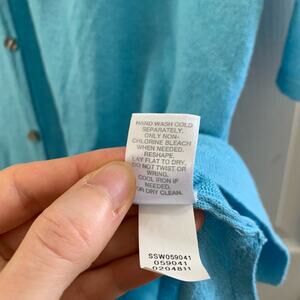 HAND WASH COLD
SEPARATELY.
ONLY NON-
CHLORINE BLEACH
WHEN NEEDED.
RESHAPE.
LAY FLAT TO DRY.
DO NOT TWIST OR
WRING.
COOL IRON IF
NEEDED.
OR DRY CLEAN.
SSW059041
059041
0204811